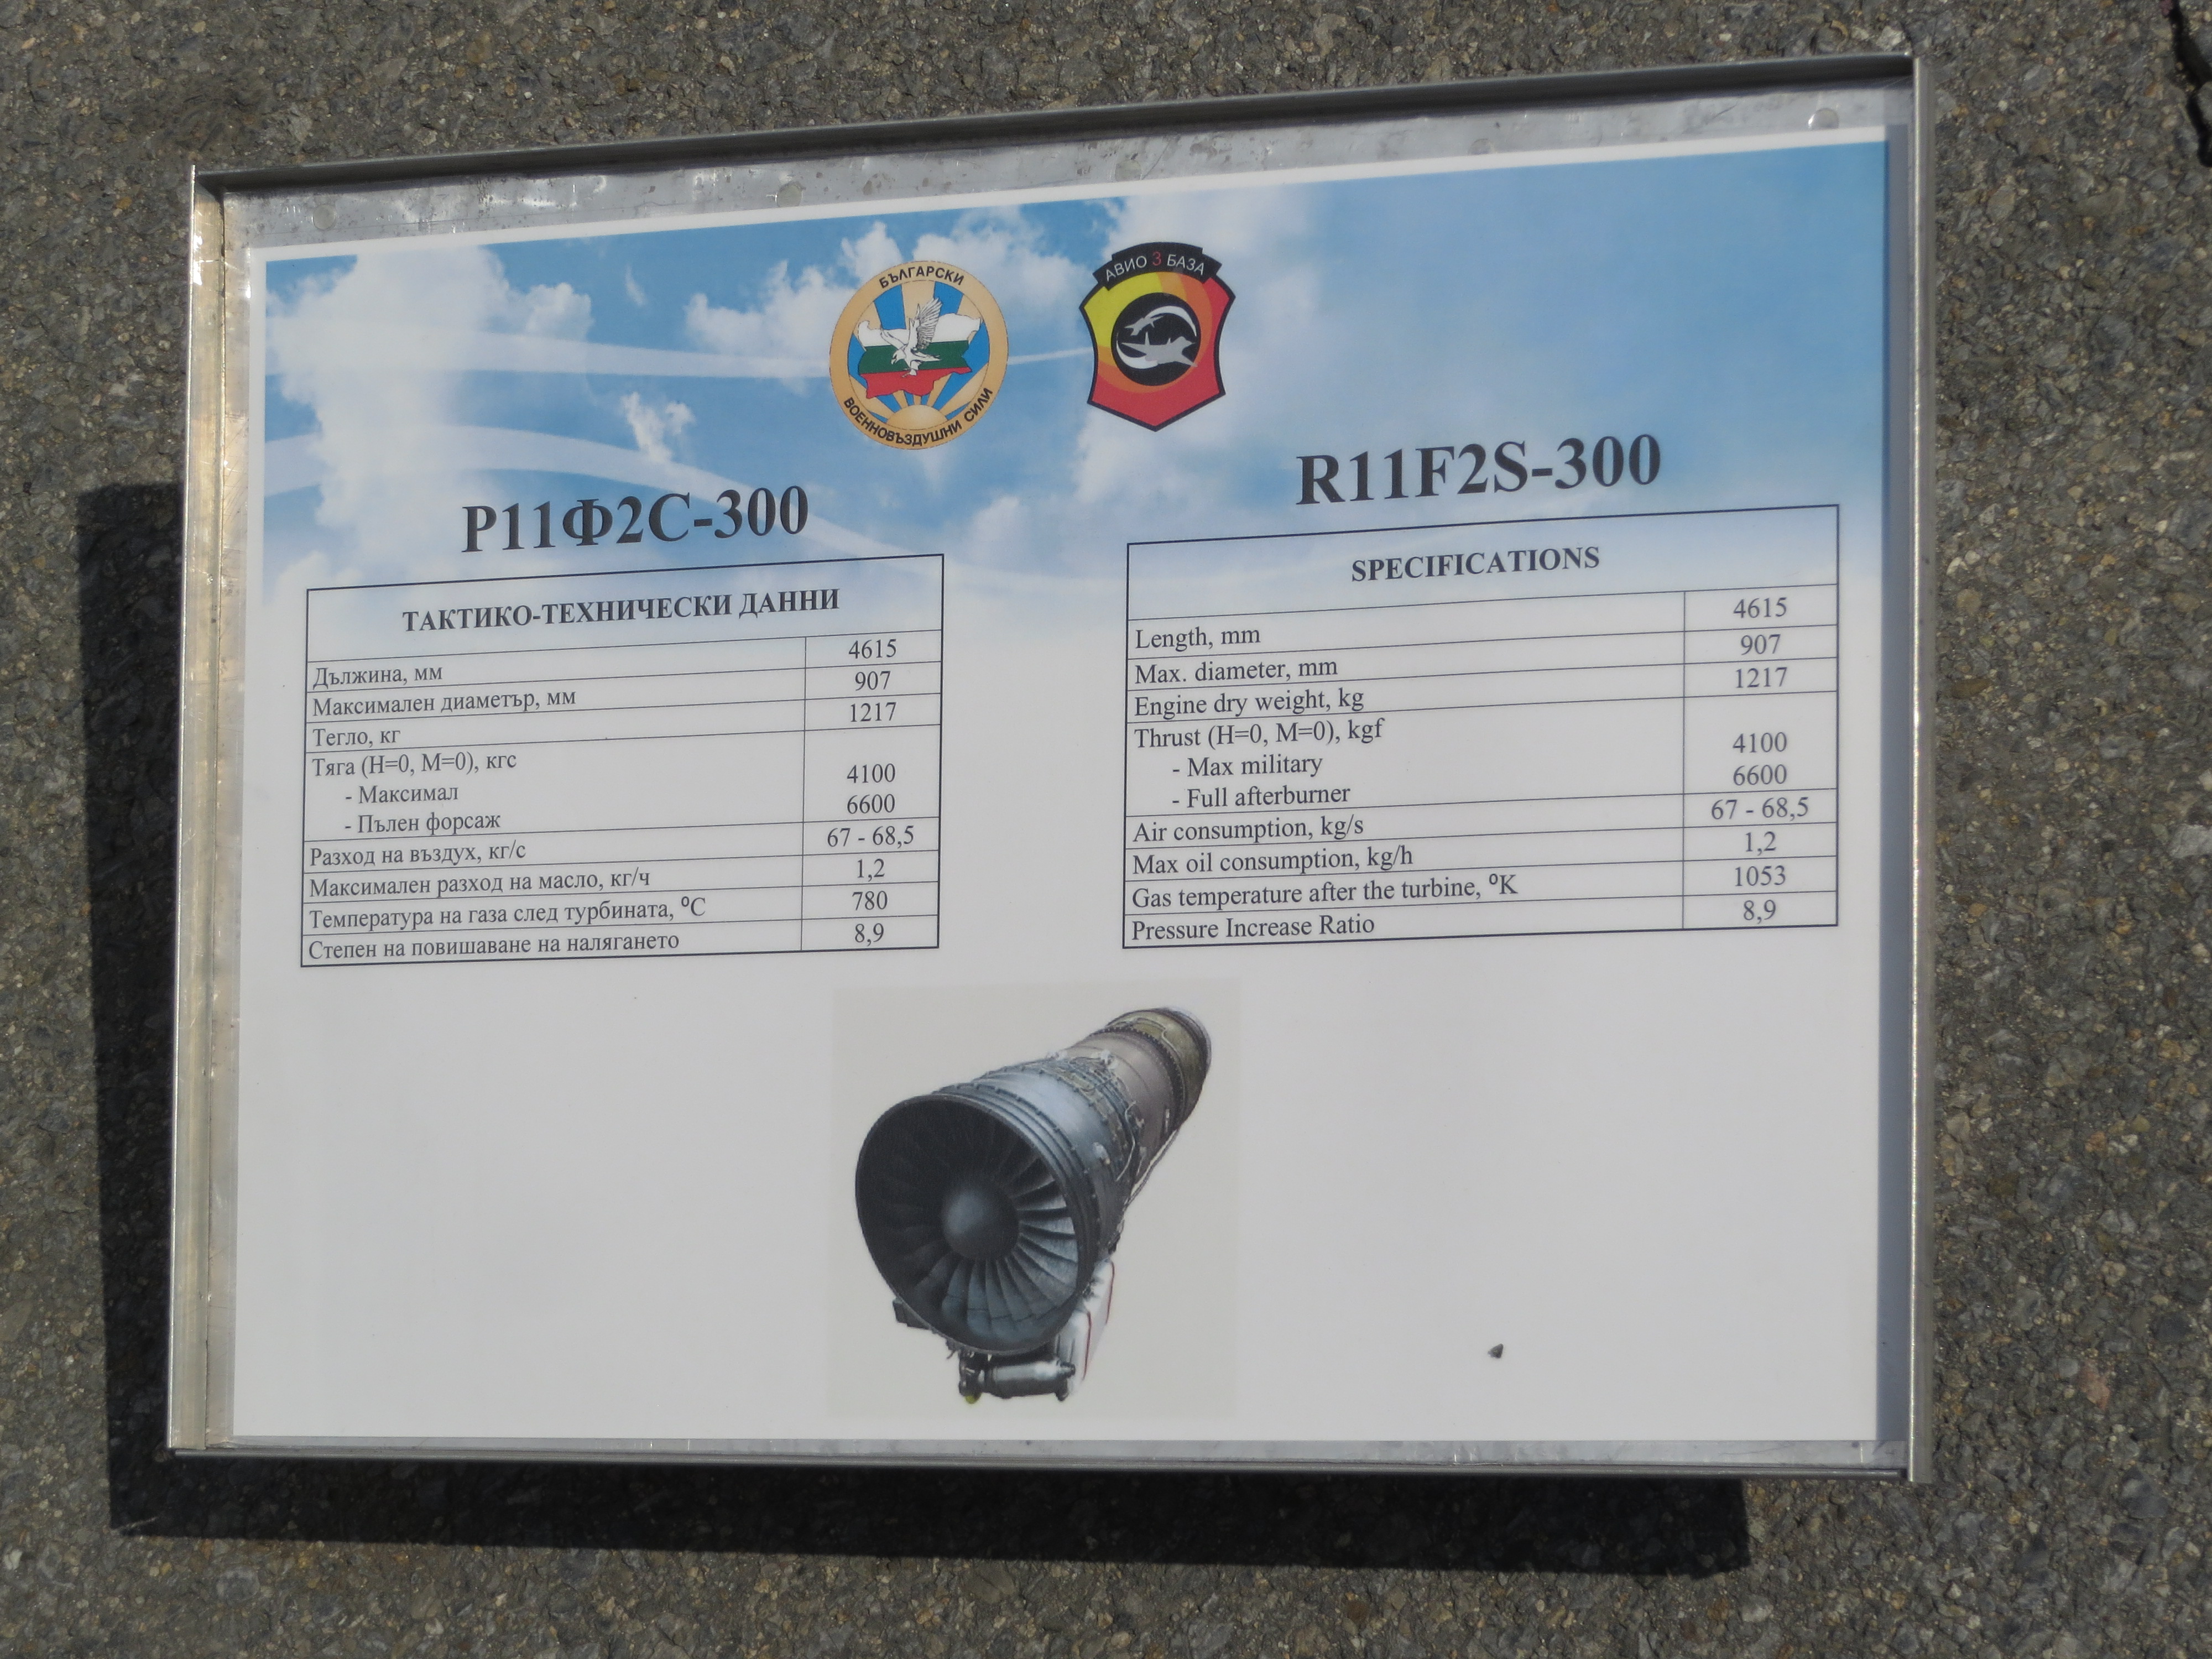 БЪЛГАРСКИ
ВОЕННОВЪЗДУШНИ СИЛИ
АВИО 3 БАЗА
Р11Ф2С-300
ТАКТИКО-ТЕХНИЧЕСКИ ДАННИ
Дължина, мм 4615
Максимален диаметър, мм 907
Тегло, кг 1217
Тяга (Н=0, М=0), кгс
- Максимал 4100
- Пълен форсаж 6600
Разход на въздух, кг/с 67 - 68,5
Максимален разход на масло, кг/ч 1,2
Температура на газа след турбината, ⁰С 780
Степен на повишаване на налягането 8,9
R11F2S-300
SPECIFICATIONS
Length, mm 4615
Max. diameter, mm 907
Engine dry weight, kg 1217
Thrust (H=0, M=0), kgf
- Max military 4100
- Full afterburner 6600
Air consumption, kg/s 67 - 68,5
Max oil consumption, kg/h 1,2
Gas temperature after the turbine, ⁰K 1053
Pressure Increase Ratio 8,9